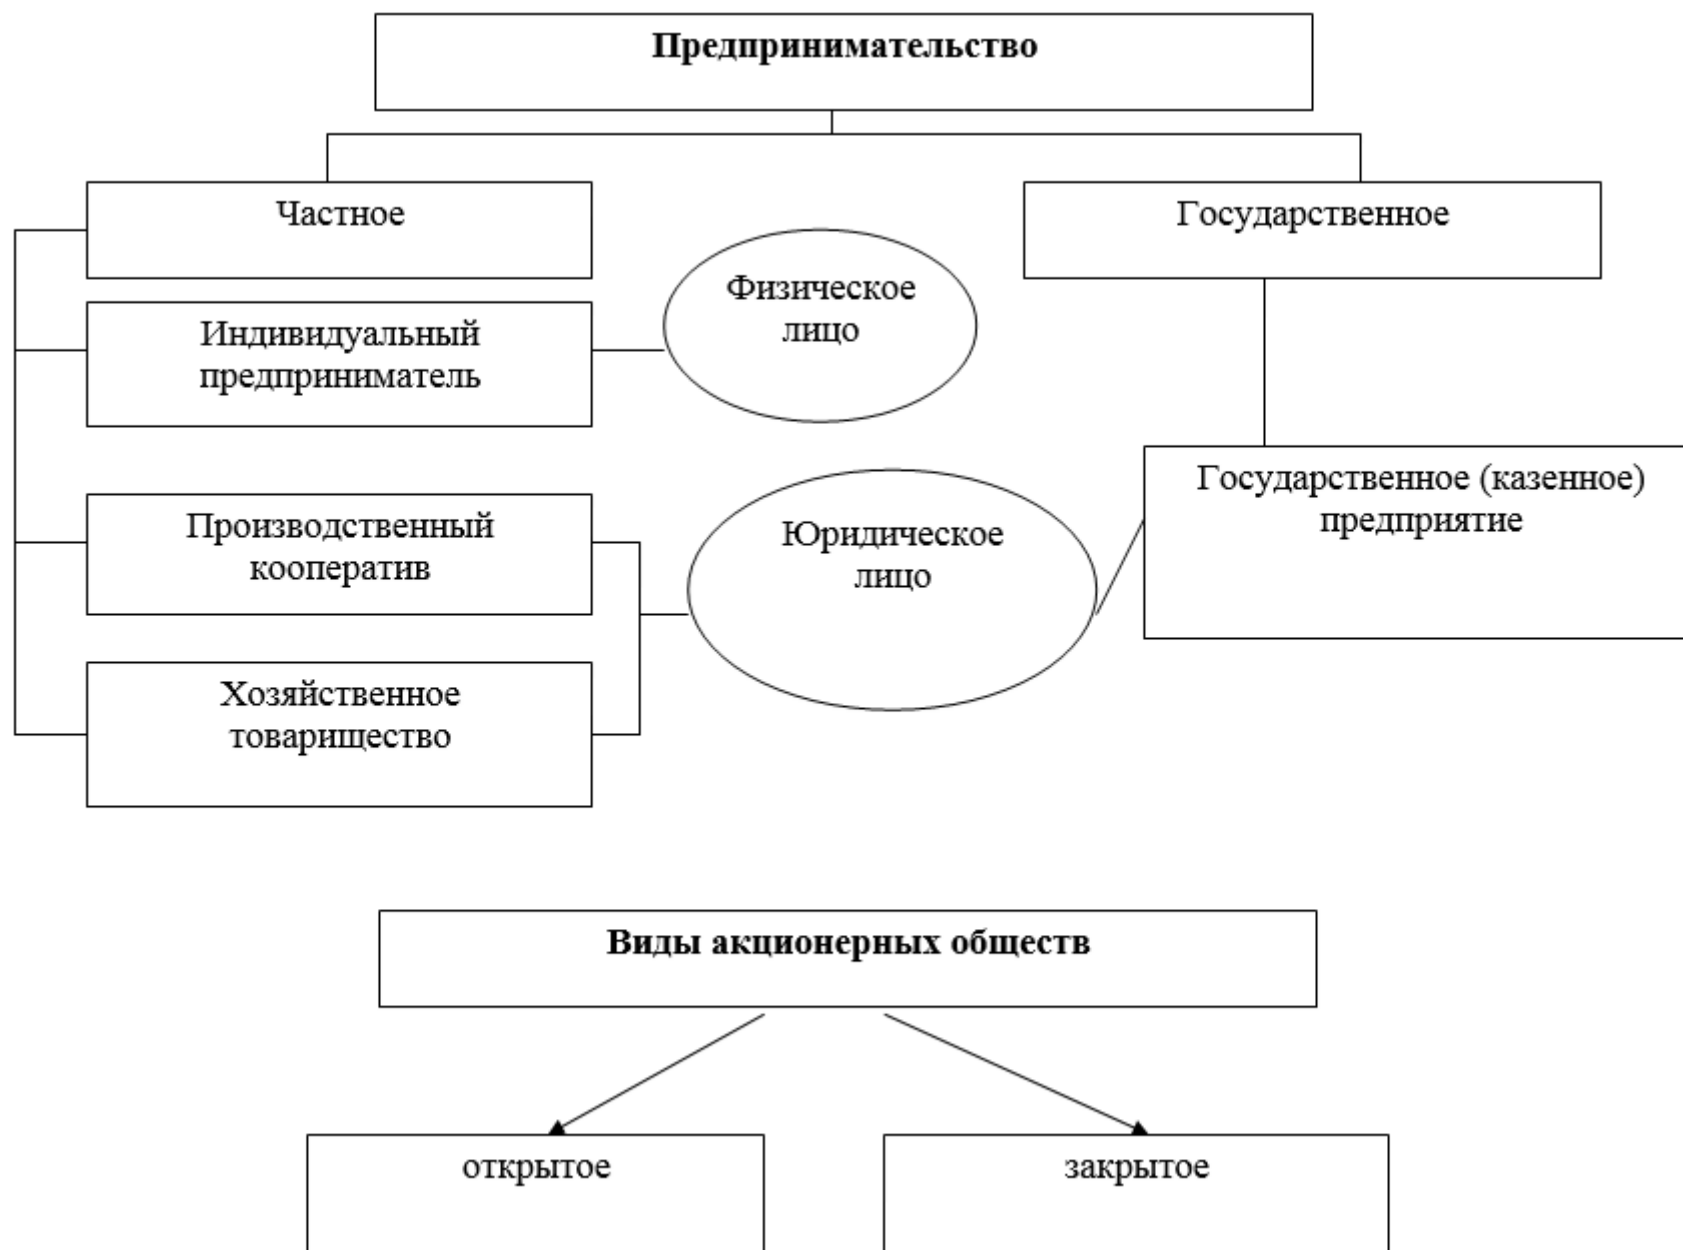 Предпринимательство
Частное
Государственное
Физическое
лицо
Индивидуальный
предприниматель
Государственное (казенное)
предприятие
Производственный
кооператив
Юридическое
лицо
Хозяйственное
товарищество
Виды акционерных обществ
открытое
закрытое